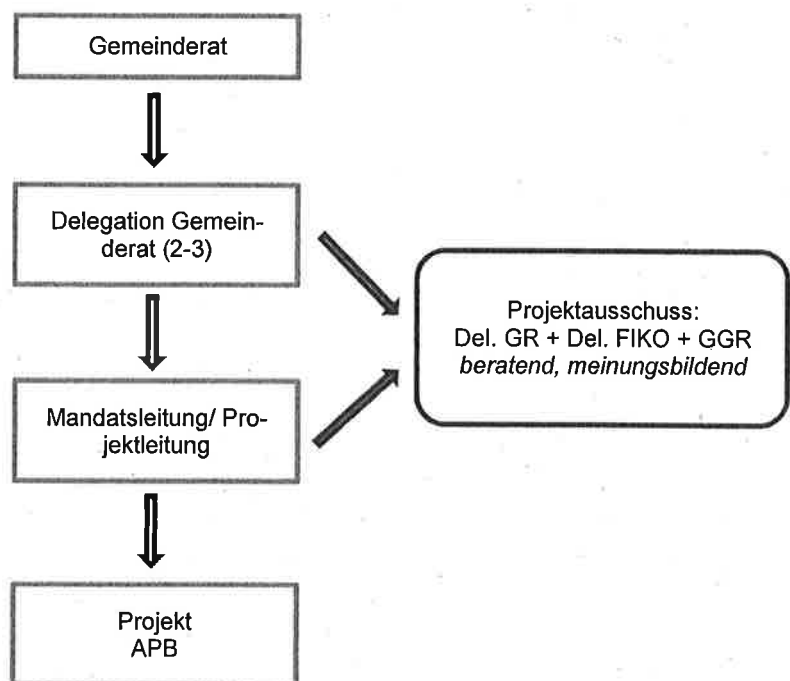 Gemeinderat
Delegation Gemein-
derat (2-3)
Projektausschuss:
Del. GR + Del. FIKO + GGR
beratend, meinungsbildend
Mandatsleitung/ Pro-
jektleitung
Projekt
APB